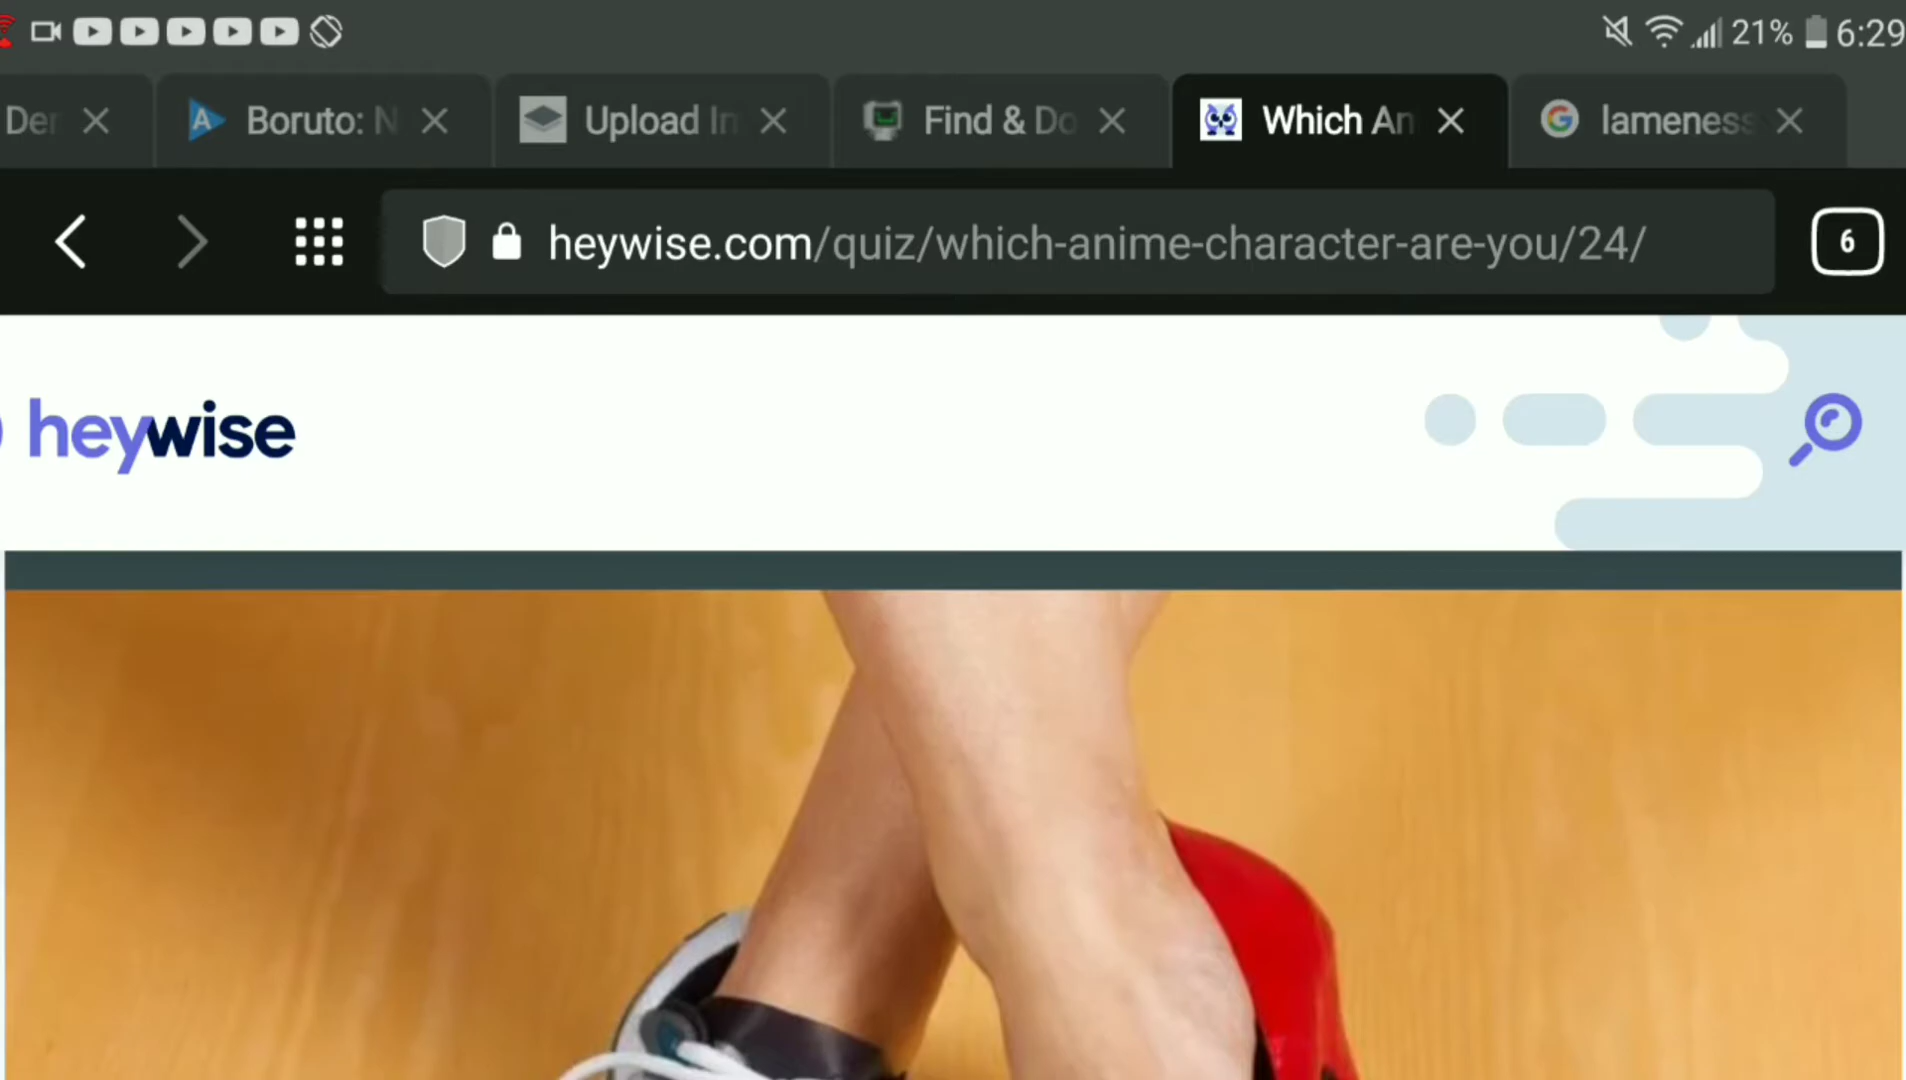 21% 6:29
Der Boruto: N Upload In Find & Do Which An lameness
heywise.com/quiz/which-anime-character-are-you/24/ 6
heywise